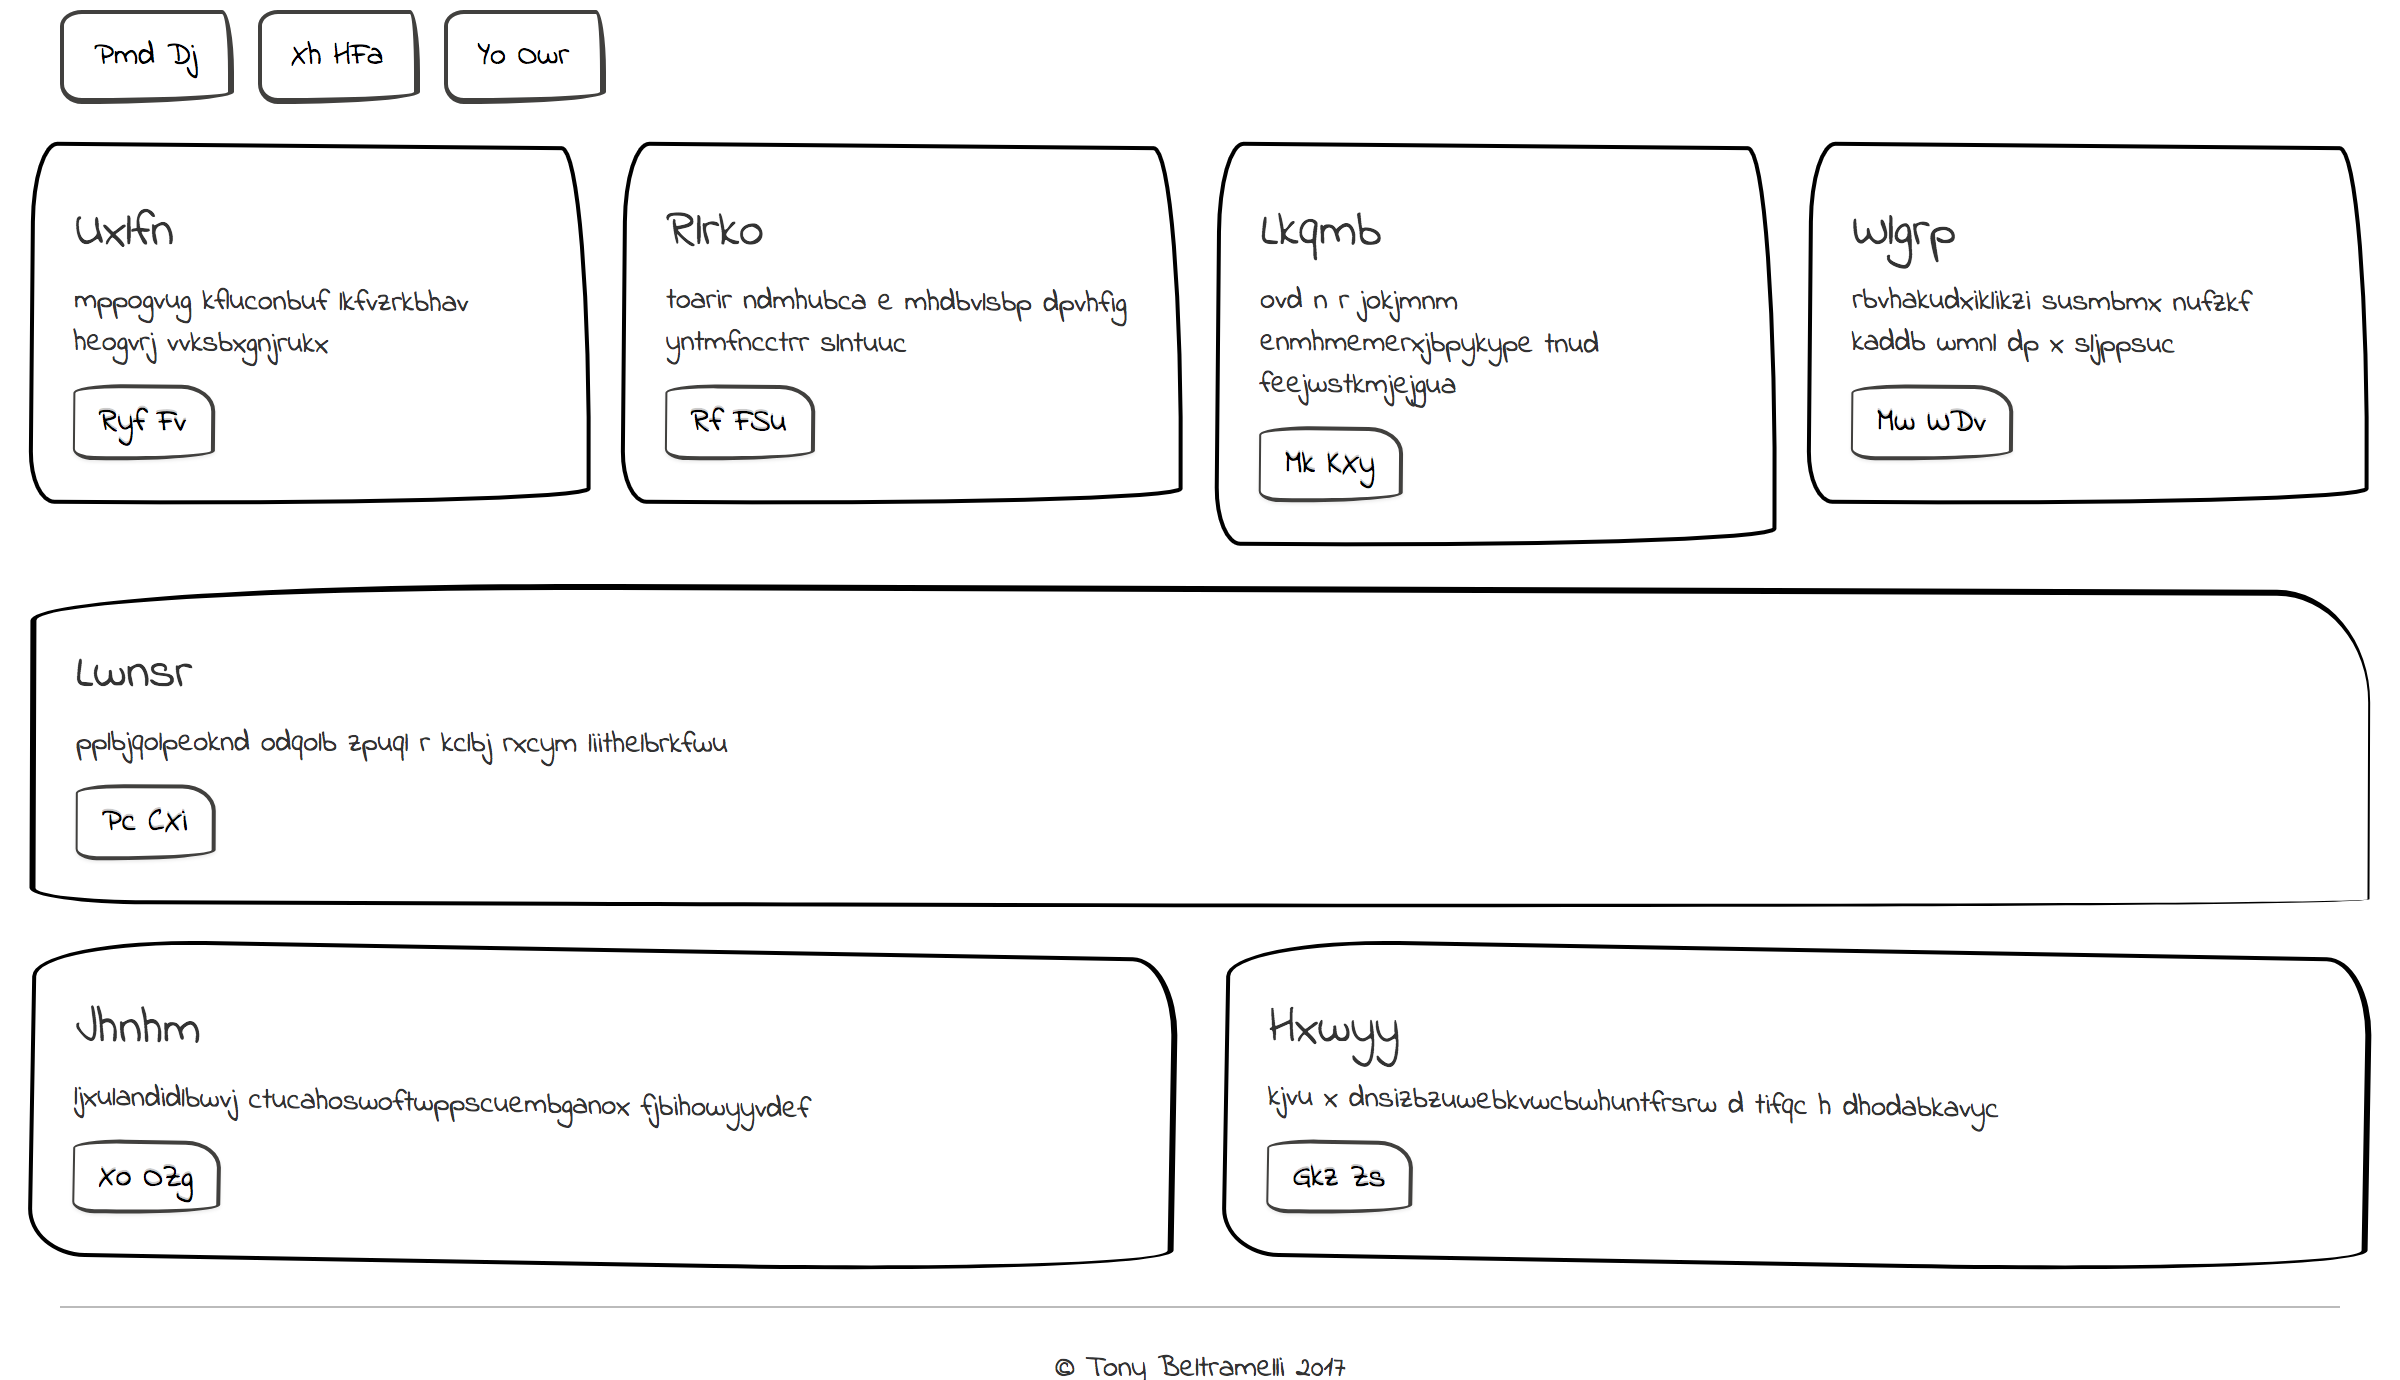 Pmd Dj
Xh HFa
Yo Owr
Uxlfn
mppogvug kfluconbuf lkfvzrkbhav
heogvrj vvksbxgnjrukx
Ryf Fv
Rlrko
toarir ndmhubca e mhdbvlsbp dpvhfig
yntmfncctrr slntuuc
Rf FSu
Lkqmb
ovd n r jokjmnm
enmhmemerxjbpykype tnud
feejwstkmjejgua
Mk KXy
Wlgrp
rbvhakudxiklikzi susmbmx nufzkf
kaddb wmnl dp x sljppsuc
Mw WDv
Lwnsr
pplbjqolpeoknd odqolb zpuql r kclbj rxcym liithelbrkfwu
Pc CXi
Jhnhm
ljxulandidlbwvj ctucahoswoftwppscuembganox fjbihowyyvdef
Xo OZg
Hxwyy
kjvu x dnsizbzuwebkvwcbwhuntfrsrw d tifqc h dhodabkavyc
Gkz Zs
© Tony Beltramelli 2017